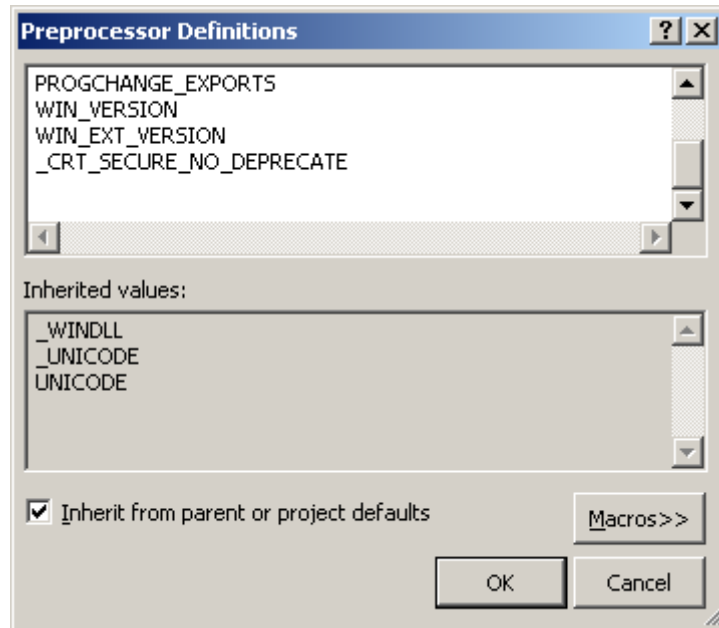 Preprocessor Definitions
PROGCHANGE_EXPORTS
WIN_VERSION
WIN_EXT_VERSION
_CRT_SECURE_NO_DEPRECATE
Inherited values:
_WINDLL
_UNICODE
UNICODE
Inherit from parent or project defaults
Macros>>
OK
Cancel